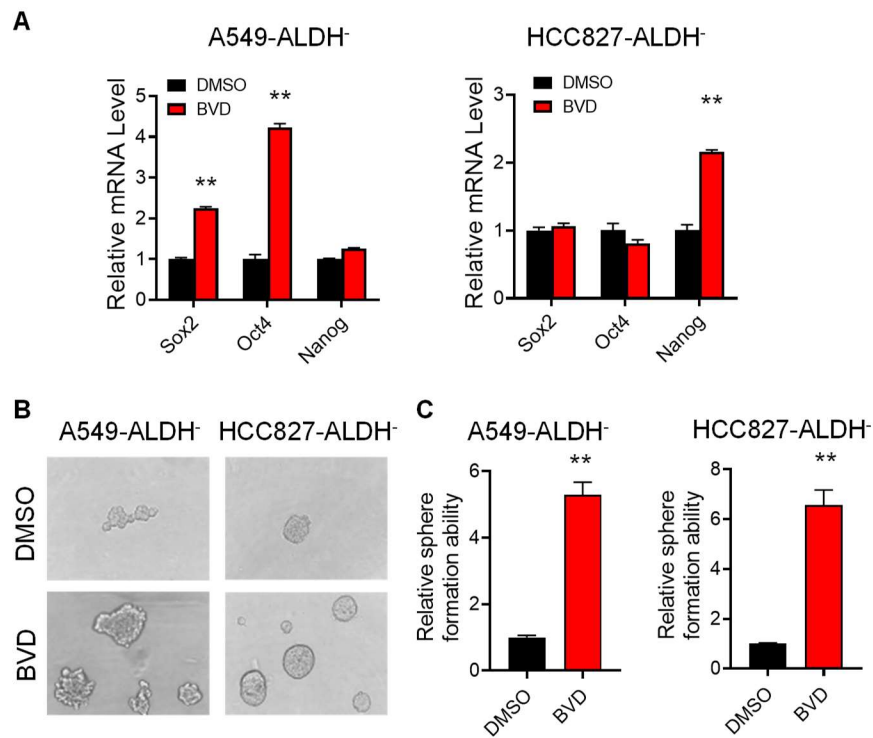 A
A549-ALDH⁻
HCC827-ALDH⁻
DMSO
BVD
**
**
Relative mRNA Level
5
4
3
2
1
0
Sox2
Oct4
Nanog
DMSO
BVD
**
Relative mRNA Level
3
2
1
0
Sox2
Oct4
Nanog
B
A549-ALDH⁻
HCC827-ALDH⁻
DMSO
BVD
C
A549-ALDH⁻
**
Relative sphere
formation ability
6
4
2
0
DMSO
BVD
HCC827-ALDH⁻
**
Relative sphere
formation ability
8
6
4
2
0
DMSO
BVD